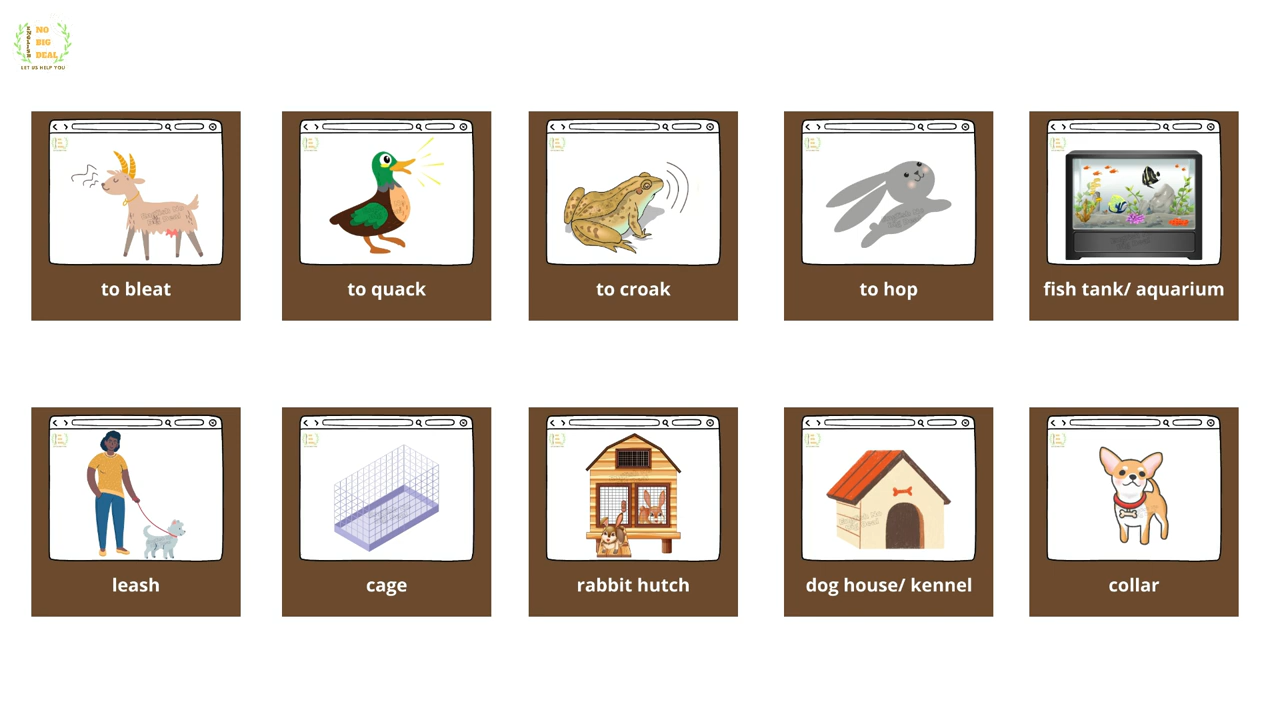 ENGLISH
NO
BIG
DEAL
LET US HELP YOU
to bleat
to quack
to croak
to hop
fish tank/ aquarium
leash
cage
rabbit hutch
dog house/ kennel
collar